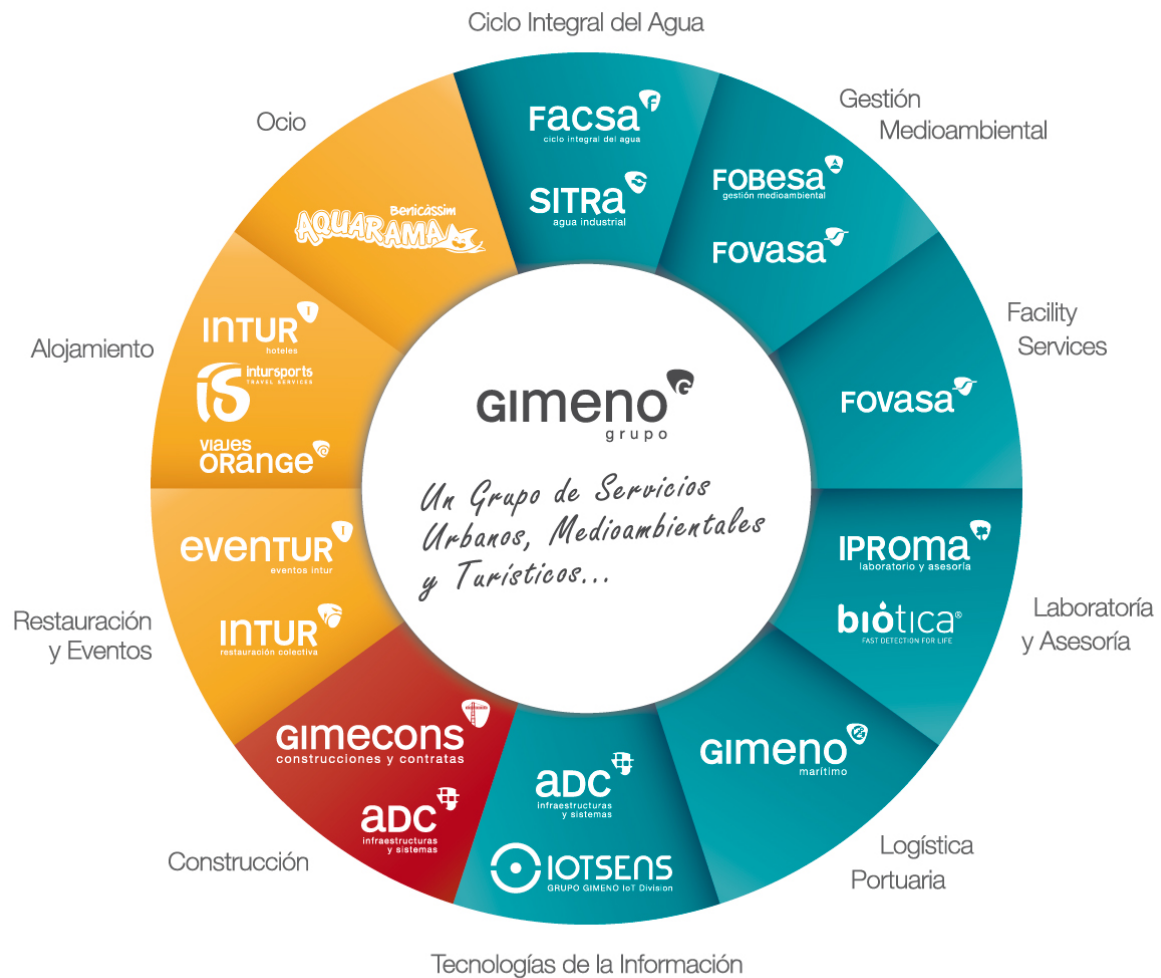 Ciclo Integral del Agua
FACSA
ciclo integral del agua
SITRA
agua industrial
Gestión
Medioambiental
FOBESA
gestión medioambiental
FOVASA
Facility
Services
FOVASA
Laboratoría
y Asesoría
IPROMA
laboratorio y asesoría
biòtica®
FAST DETECTION FOR LIFE
Logística
Portuaria
GIMENO
marítimo
Tecnologías de la Información
ADC
infraestructuras
y sistemas
IOTSENS
GRUPO GIMENO IoT Division
Construcción
GIMECONS
construcciones y contratas
ADC
infraestructuras
y sistemas
Restauración
y Eventos
EVENTUR
eventos intur
INTUR
restauración colectiva
Alojamiento
INTUR
hoteles
iS
intursports
TRAVEL SERVICES
VIAJES
ORANGE
Ocio
Benicàssim
AQUARAMA
GIMENO
grupo
Un Grupo de Servicios
Urbanos, Medioambientales
y Turísticos...